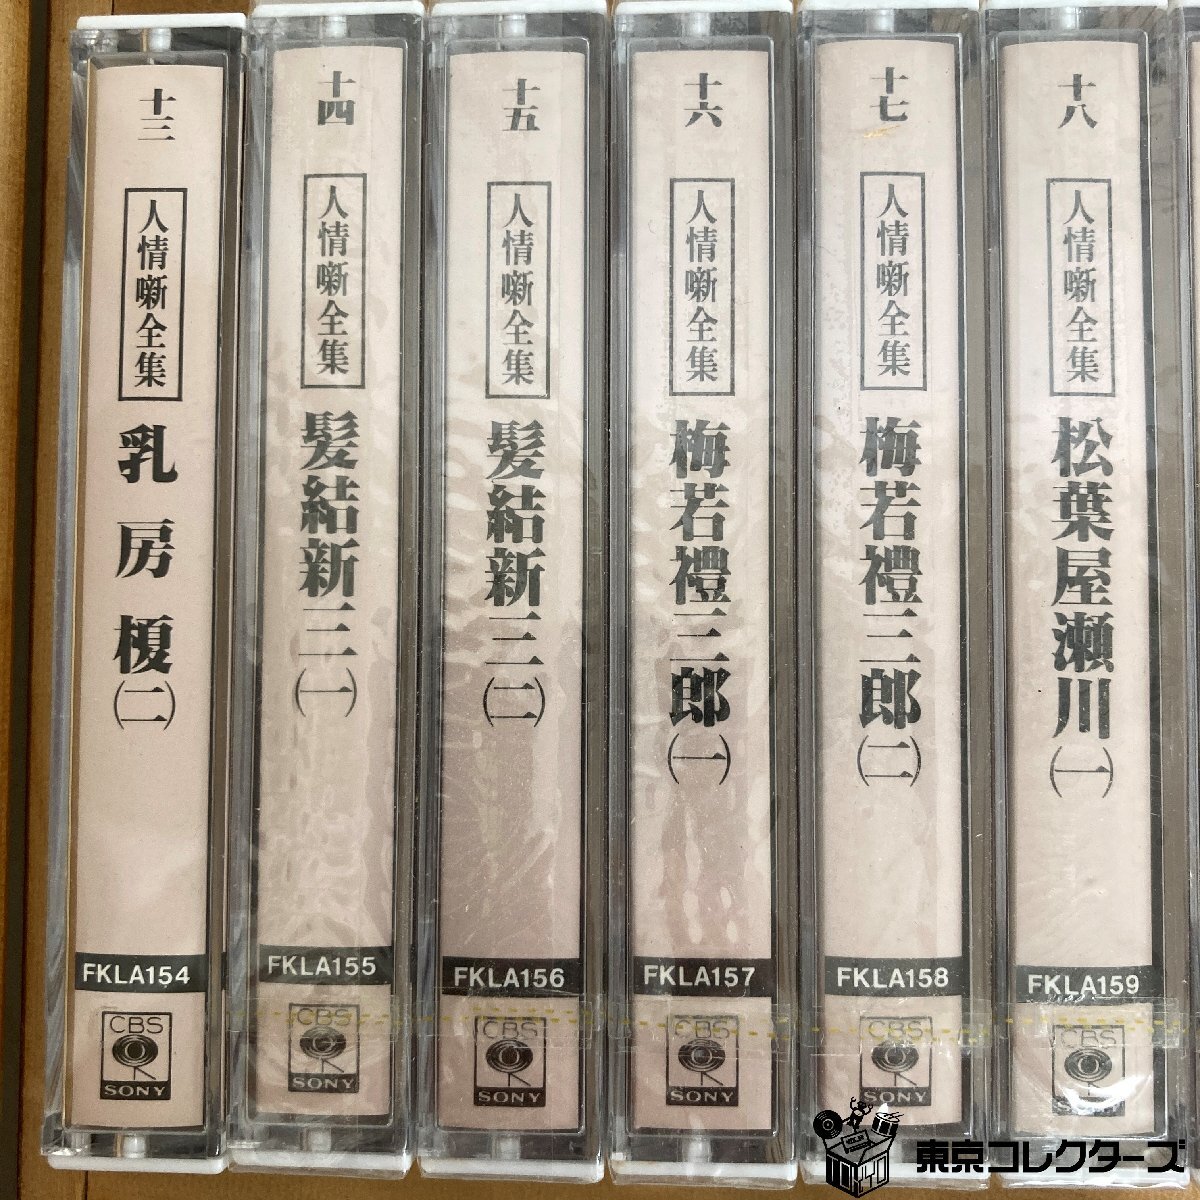 十三
人情噺全集
乳房榎(二)
FKLA154
CBS
SONY
十四
人情噺全集
髪結新三(一)
FKLA155
CBS
SONY
十五
人情噺全集
髪結新三(二)
FKLA156
CBS
SONY
十六
人情噺全集
梅若禮三郎(一)
FKLA157
CBS
SONY
十七
人情噺全集
梅若禮三郎(二)
FKLA158
CBS
SONY
十八
人情噺全集
松葉屋瀬川(一)
FKLA159
CBS
SONY
東京コレクターズ